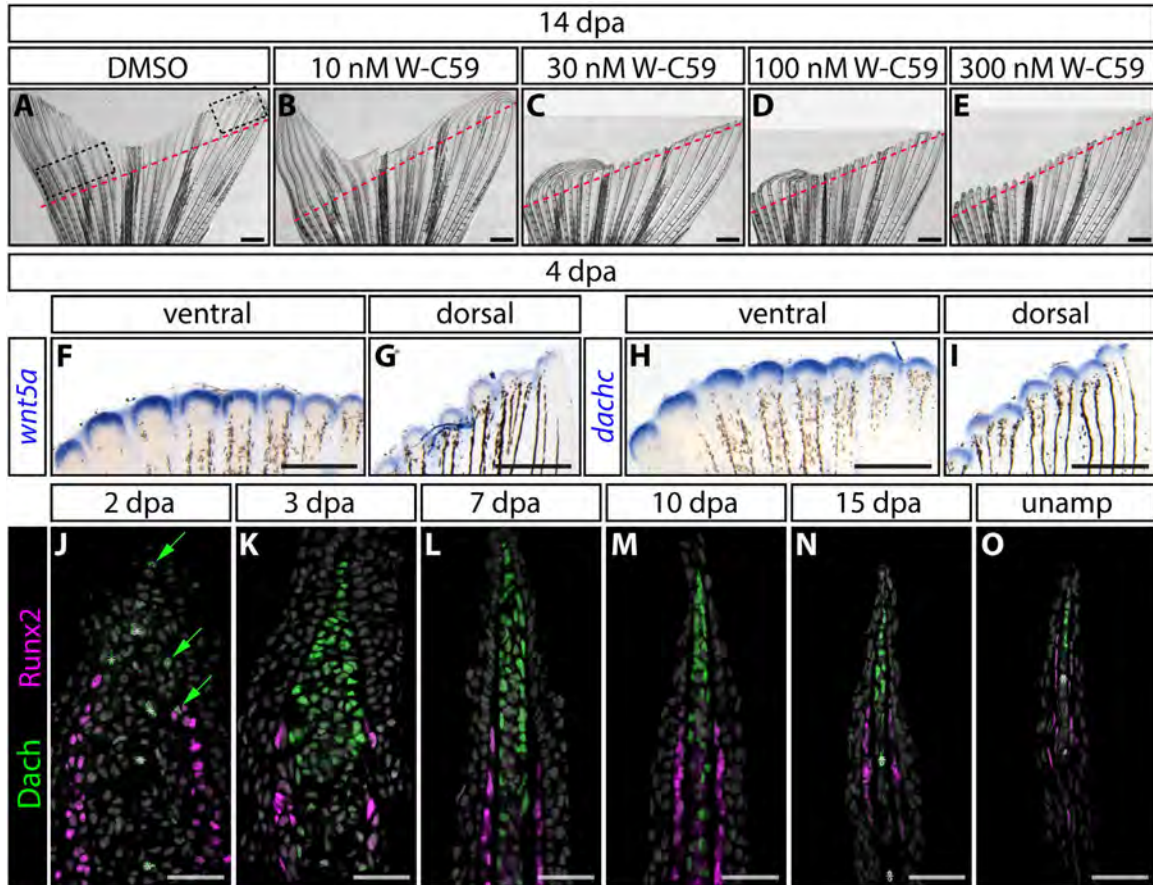 14 dpa
DMSO 10 nM W-C59 30 nM W-C59 100 nM W-C59 300 nM W-C59
A B C D E
4 dpa
ventral dorsal ventral dorsal
wnt5a F G dachc H I
2 dpa 3 dpa 7 dpa 10 dpa 15 dpa unamp
J K L M N O
Dach Runx2